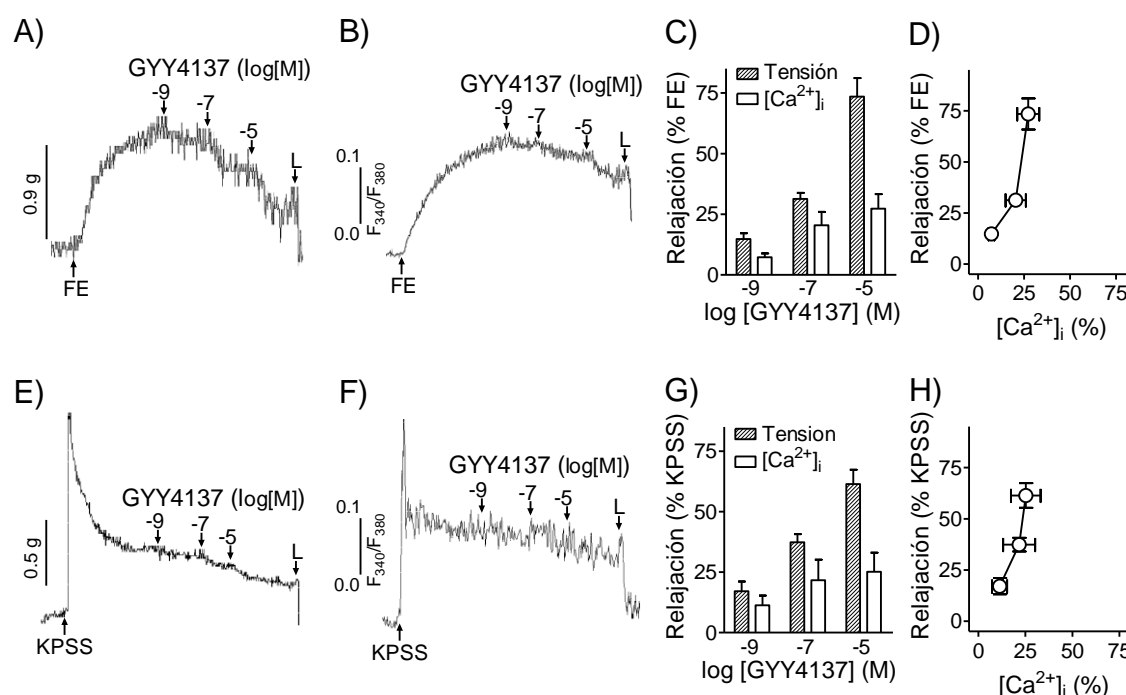 A)
GYY4137 (log[M])
-9
-7
-5
L
0.9 g
FE
B)
GYY4137 (log[M])
-9
-7
-5
L
0.1
0.0
F340/F380
FE
C)
Tensión
[Ca2+]i
Relajación (% FE)
75
50
25
0
-9 -7 -5
log [GYY4137] (M)
D)
Relajación (% FE)
75
50
25
0
0 25 50 75
[Ca2+]i (%)
E)
GYY4137 (log[M])
-9
-7
-5
L
0.5 g
KPSS
F)
GYY4137 (log[M])
-9
-7
-5
L
0.1
0.0
F340/F380
KPSS
G)
Tension
[Ca2+]i
Relajación (% KPSS)
75
50
25
0
-9 -7 -5
log [GYY4137] (M)
H)
Relajación (% KPSS)
75
50
25
0
0 25 50 75
[Ca2+]i (%)